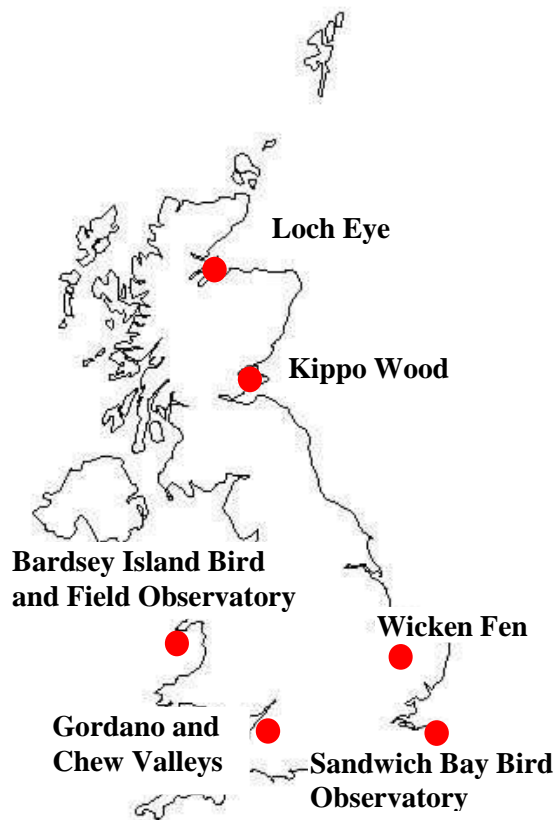 Loch Eye
Kippo Wood
Bardsey Island Bird
and Field Observatory
Wicken Fen
Gordano and
Chew Valleys
Sandwich Bay Bird
Observatory